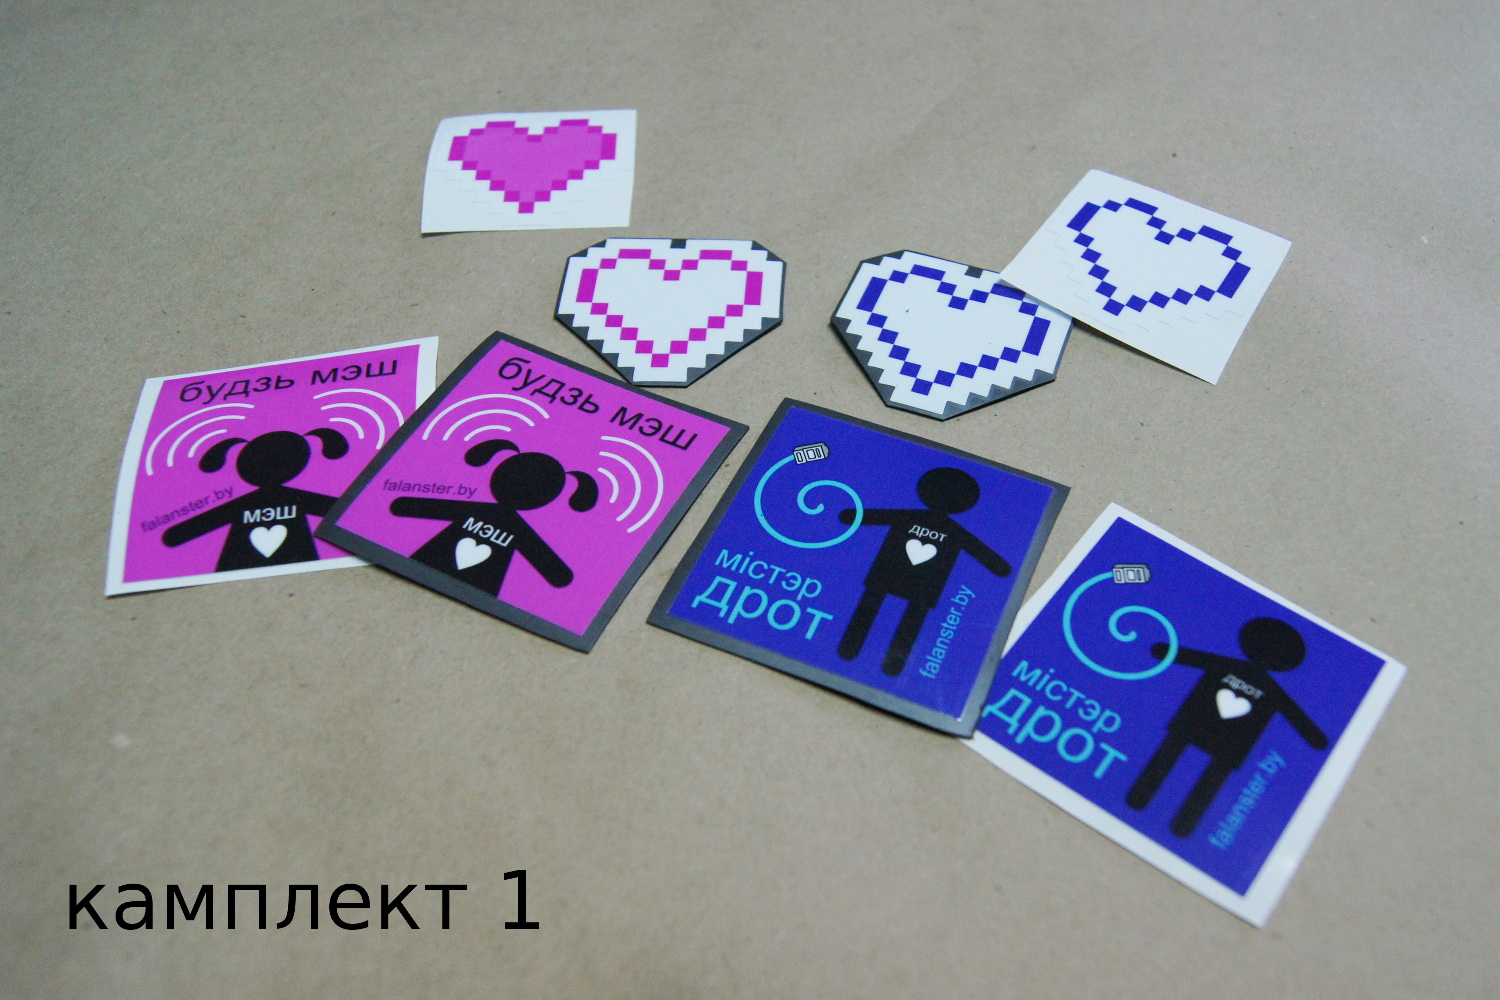 будзь мэш
falanster.by
мэш
будзь мэш
falanster.by
мэш
дрот
містэр
дрот
falanster.by
дрот
містэр
дрот
falanster.by
камплект 1